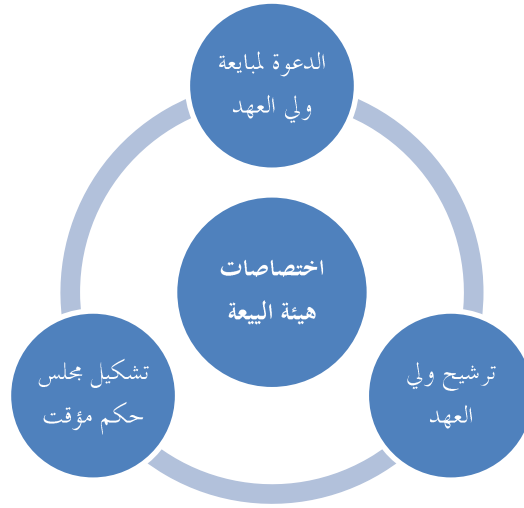 الدعوة لمبايعة
ولي العهد
اختصاصات
هيئة البيعة
ترشيح ولي
العهد
تشكيل مجلس
حكم مؤقت